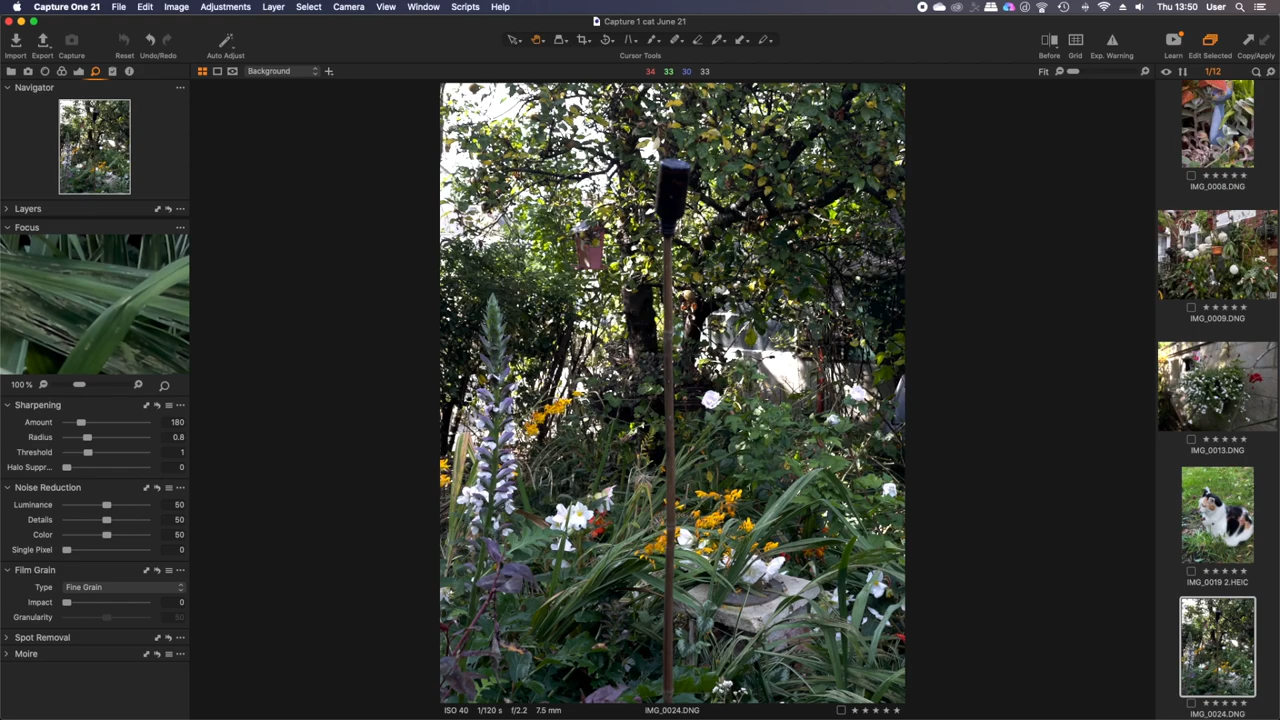 Capture One 21 File Edit Image Adjustments Layer Select Camera View Window Scripts Help Thu 13:50 User
Capture 1 cat June 21
Import Export Capture Reset Undo/Redo Auto Adjust Cursor Tools Before Grid Exp. Warning Learn Edit Selected Copy/Apply
Background 34 33 30 33 Fit 1/12
Navigator
Layers
Focus
100 %
Sharpening
Amount 180
Radius 0.8
Threshold 1
Halo Suppr... 0
Noise Reduction
Luminance 50
Details 50
Color 50
Single Pixel 0
Film Grain
Type Fine Grain
Impact 0
Granularity 50
Spot Removal
Moire
ISO 40 1/120 s f/2.2 7.5 mm IMG_0024.DNG
IMG_0008.DNG
IMG_0009.DNG
IMG_0013.DNG
IMG_0019 2.HEIC
IMG_0024.DNG